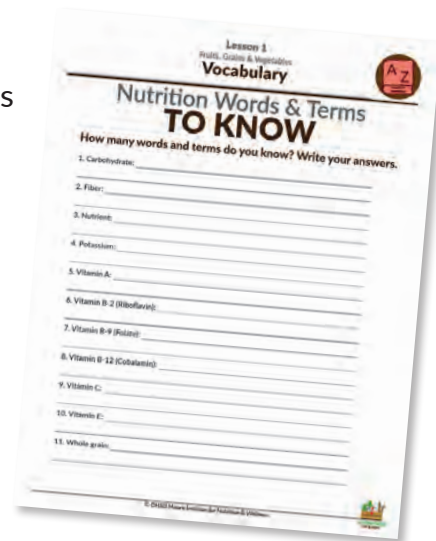 s
Lesson 1
Fruits, Grains & Vegetables
Vocabulary
A Z
Nutrition Words & Terms
TO KNOW
How many words and terms do you know? Write your answers.
1. Carbohydrate:
2. Fiber:
3. Nutrient:
4. Potassium:
5. Vitamin A:
6. Vitamin B-2 (Riboflavin):
7. Vitamin B-9 (Folate):
8. Vitamin B-12 (Cobalamin):
9. Vitamin C:
10. Vitamin E:
11. Whole grain: